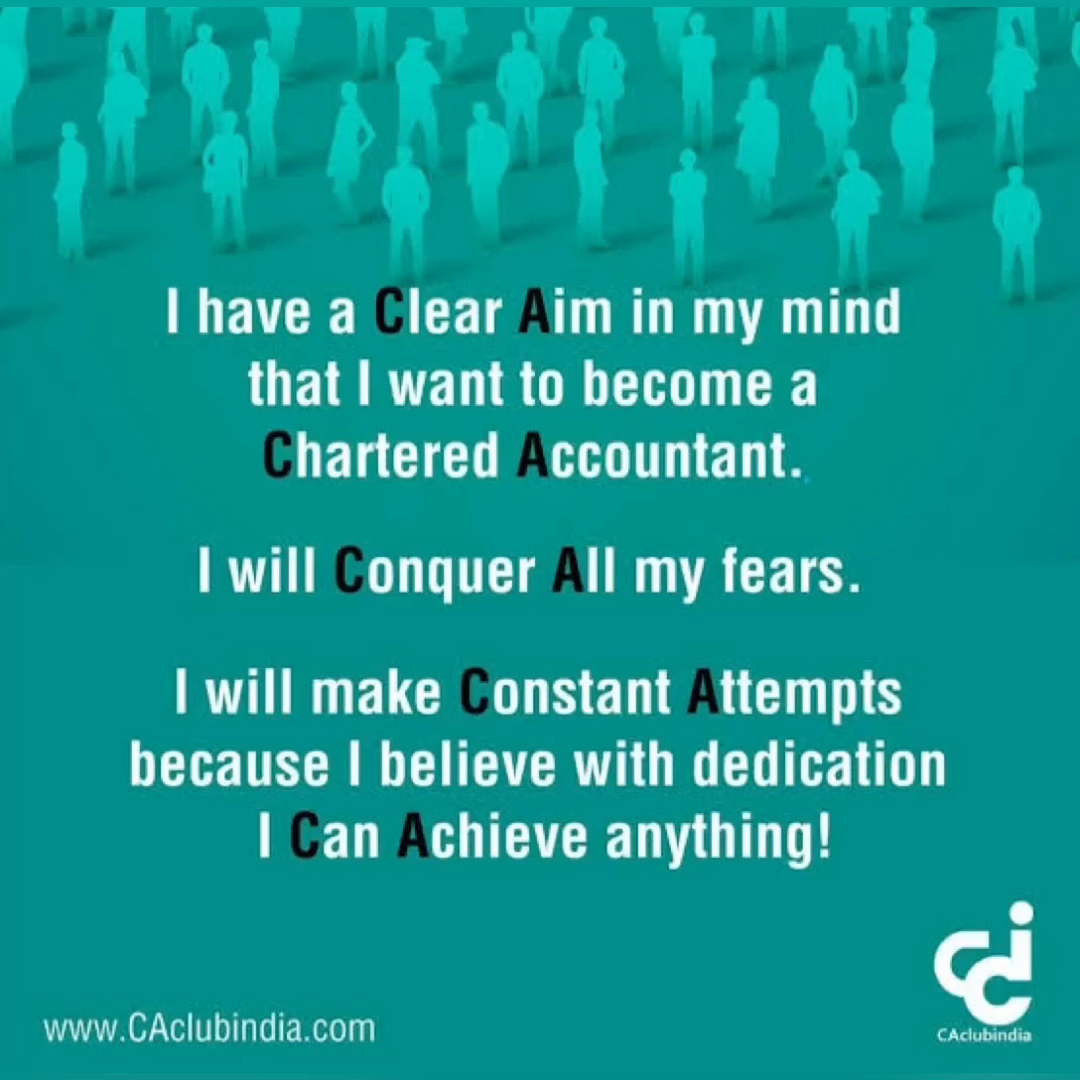 I have a Clear Aim in my mind
that I want to become a
Chartered Accountant.
I will Conquer All my fears.
I will make Constant Attempts
because I believe with dedication
I Can Achieve anything!
cci
CAclubindia
www.CAclubindia.com